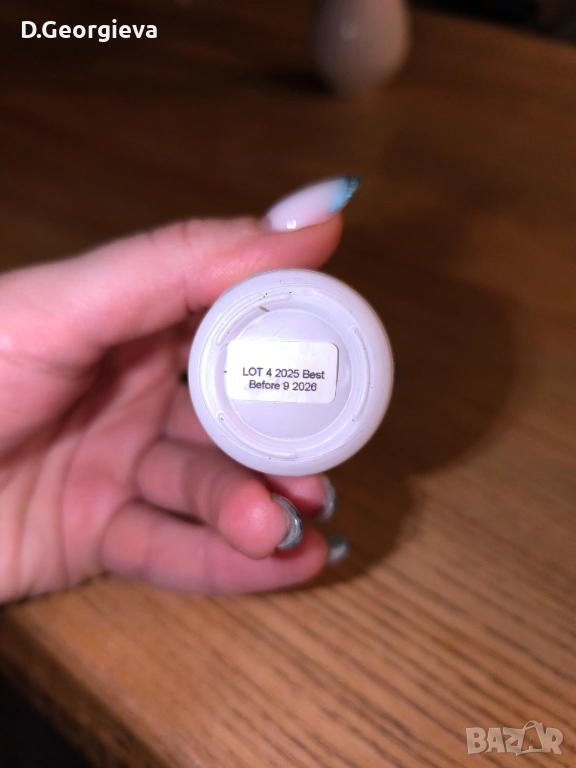 D.Georgieva
LOT 4 2025 Best
Before 9 2026
BAZAR